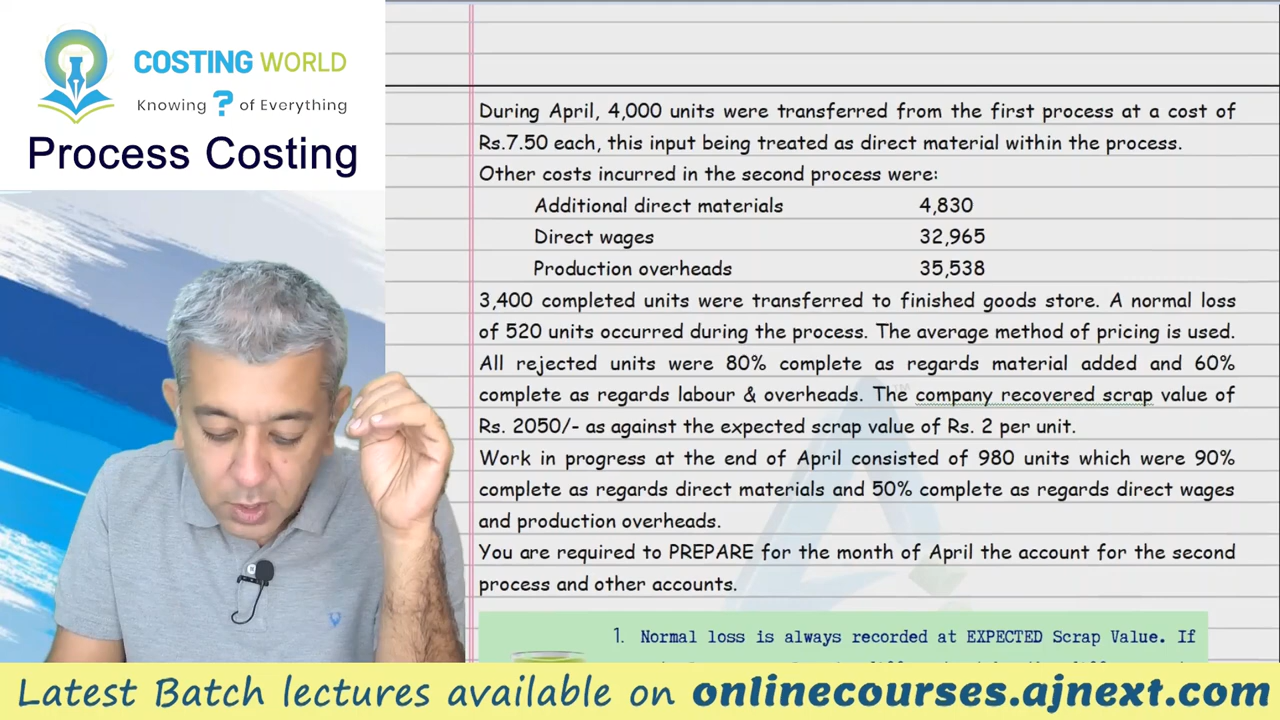 COSTING WORLD
Knowing ? of Everything
Process Costing
During April, 4,000 units were transferred from the first process at a cost of
Rs.7.50 each, this input being treated as direct material within the process.
Other costs incurred in the second process were:
Additional direct materials 4,830
Direct wages 32,965
Production overheads 35,538
3,400 completed units were transferred to finished goods store. A normal loss
of 520 units occurred during the process. The average method of pricing is used.
All rejected units were 80% complete as regards material added and 60%
complete as regards labour & overheads. The company recovered scrap value of
Rs. 2050/- as against the expected scrap value of Rs. 2 per unit.
Work in progress at the end of April consisted of 980 units which were 90%
complete as regards direct materials and 50% complete as regards direct wages
and production overheads.
You are required to PREPARE for the month of April the account for the second
process and other accounts.
1. Normal loss is always recorded at EXPECTED Scrap Value. If
Latest Batch lectures available on onlinecourses.ajnext.com